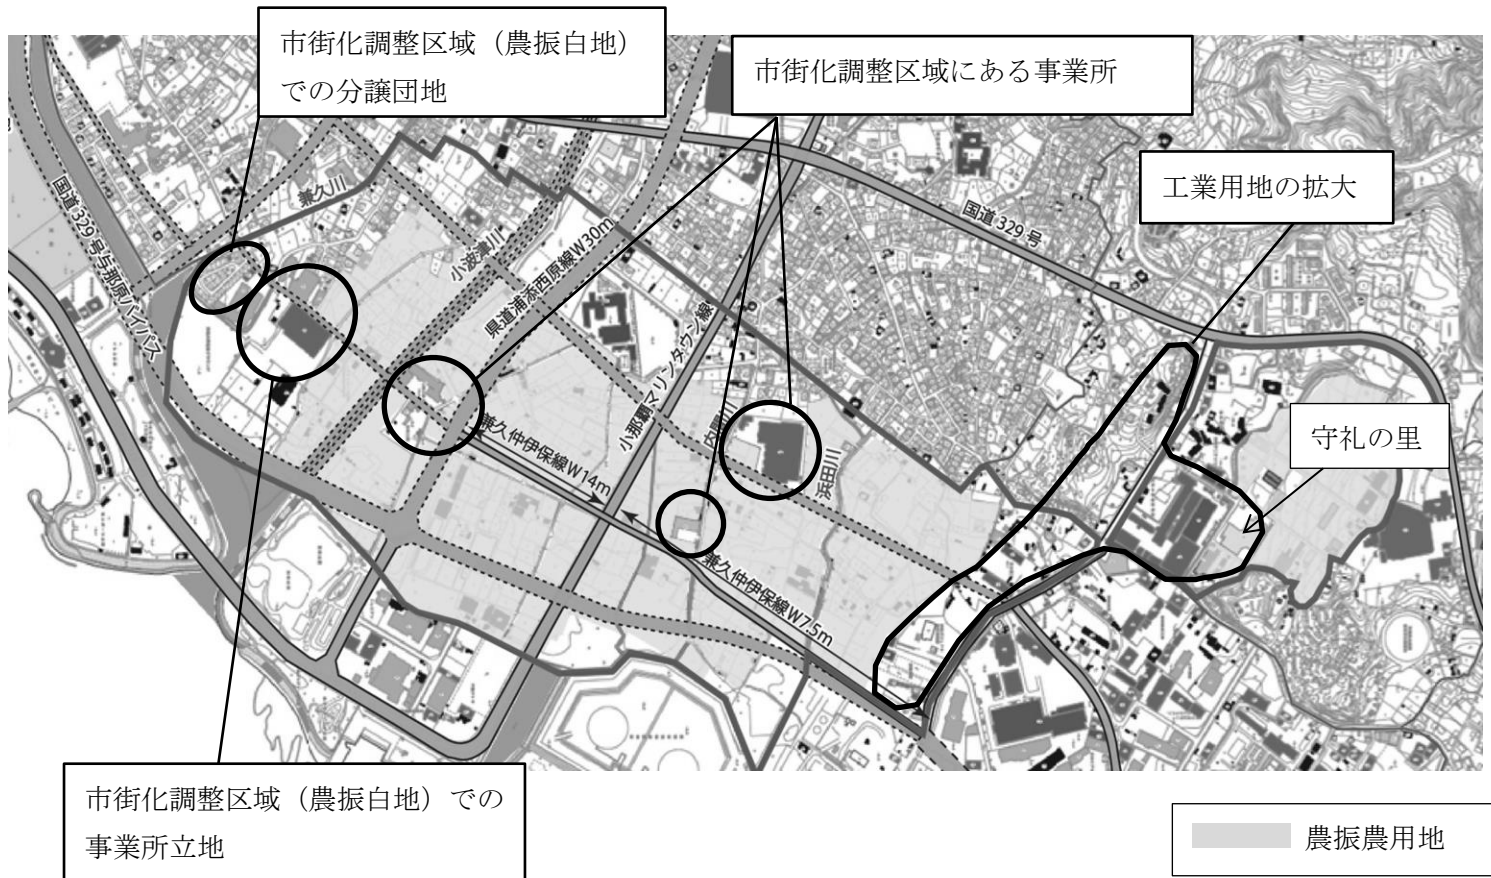 市街化調整区域（農振白地）
での分譲団地
市街化調整区域にある事業所
工業用地の拡大
守礼の里
国道329号与那原バイパス
兼久川
小波津川
県道浦添西原線W30m
国道329号
小那覇マリンタウン線
内間川
浜田川
兼久仲伊保線W14m
兼久仲伊保線W7.5m
市街化調整区域（農振白地）での
事業所立地
農振農用地